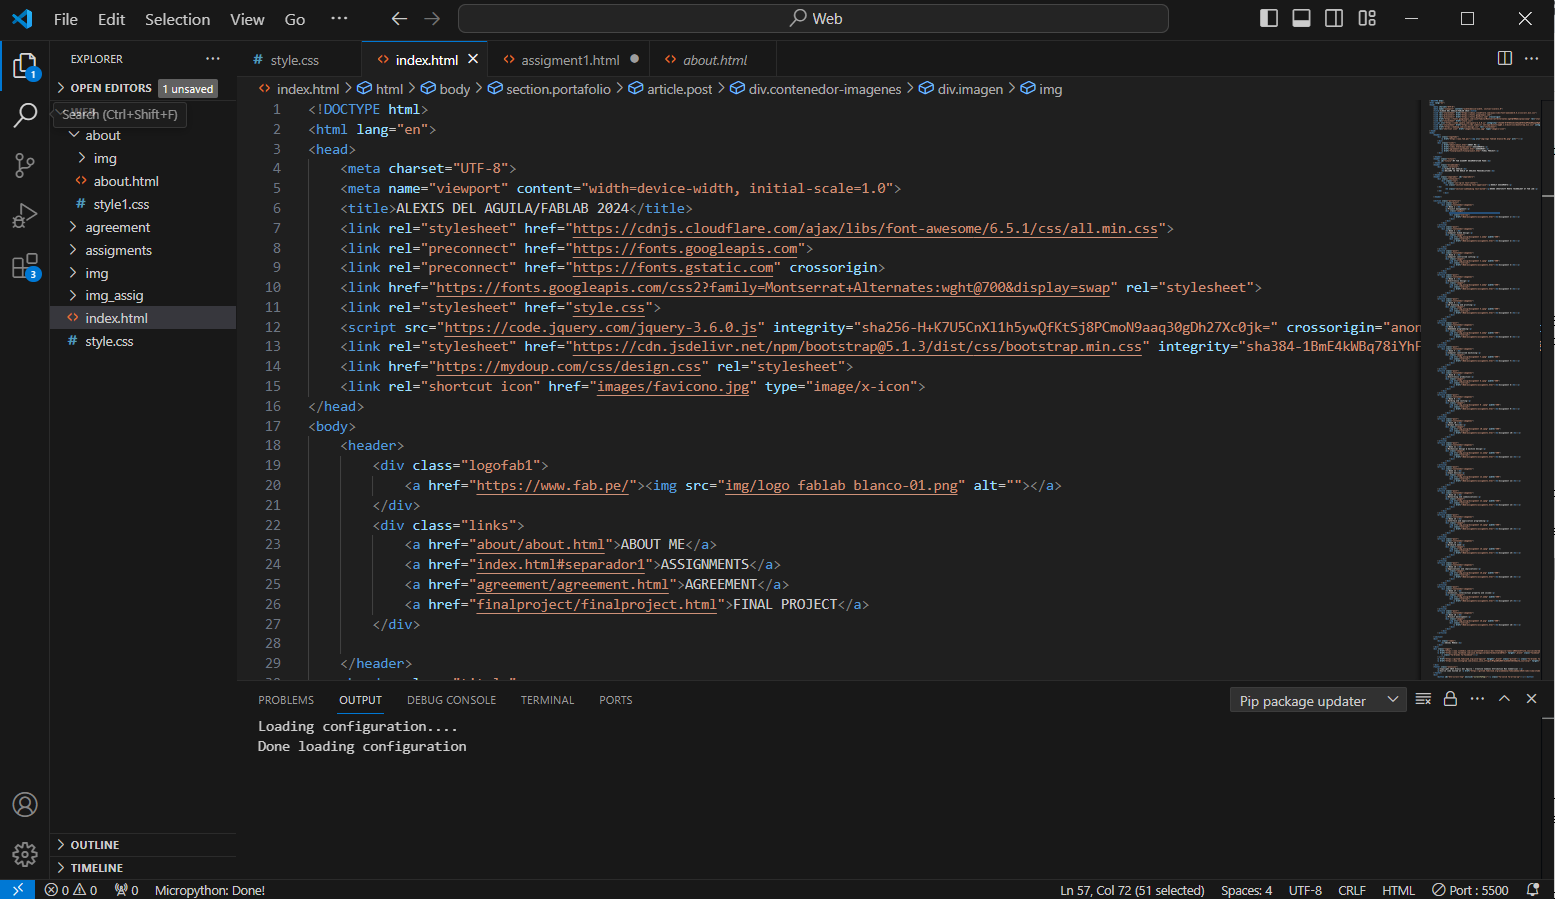 File Edit Selection View Go ··· Web
EXPLORER ···
OPEN EDITORS 1 unsaved
Search (Ctrl+Shift+F)
about
img
about.html
style1.css
agreement
assigments
img
img_assig
index.html
style.css
OUTLINE
TIMELINE
style.css index.html assigment1.html about.html
index.html > html > body > section.portafolio > article.post > div.contenedor-imagenes > div.imagen > img
1 <!DOCTYPE html>
2 <html lang="en">
3 <head>
4 <meta charset="UTF-8">
5 <meta name="viewport" content="width=device-width, initial-scale=1.0">
6 <title>ALEXIS DEL AGUILA/FABLAB 2024</title>
7 <link rel="stylesheet" href="https://cdnjs.cloudflare.com/ajax/libs/font-awesome/6.5.1/css/all.min.css">
8 <link rel="preconnect" href="https://fonts.googleapis.com">
9 <link rel="preconnect" href="https://fonts.gstatic.com" crossorigin>
10 <link href="https://fonts.googleapis.com/css2?family=Montserrat+Alternates:wght@700&display=swap" rel="stylesheet">
11 <link rel="stylesheet" href="style.css">
12 <script src="https://code.jquery.com/jquery-3.6.0.js" integrity="sha256-H+K7U5CnXl1h5ywQfKtSj8PCmoN9aaq30gDh27Xc0jk=" crossorigin="anon
13 <link rel="stylesheet" href="https://cdn.jsdelivr.net/npm/bootstrap@5.1.3/dist/css/bootstrap.min.css" integrity="sha384-1BmE4kWBq78iYhF
14 <link href="https://mydoup.com/css/design.css" rel="stylesheet">
15 <link rel="shortcut icon" href="images/favicono.jpg" type="image/x-icon">
16 </head>
17 <body>
18 <header>
19 <div class="logofab1">
20 <a href="https://www.fab.pe/"><img src="img/logo fablab blanco-01.png" alt=""></a>
21 </div>
22 <div class="links">
23 <a href="about/about.html">ABOUT ME</a>
24 <a href="index.html#separador1">ASSIGNMENTS</a>
25 <a href="agreement/agreement.html">AGREEMENT</a>
26 <a href="finalproject/finalproject.html">FINAL PROJECT</a>
27 </div>
28
29 </header>
PROBLEMS OUTPUT DEBUG CONSOLE TERMINAL PORTS Pip package updater
Loading configuration....
Done loading configuration
0 0 0 Micropython: Done! Ln 57, Col 72 (51 selected) Spaces: 4 UTF-8 CRLF HTML Port : 5500